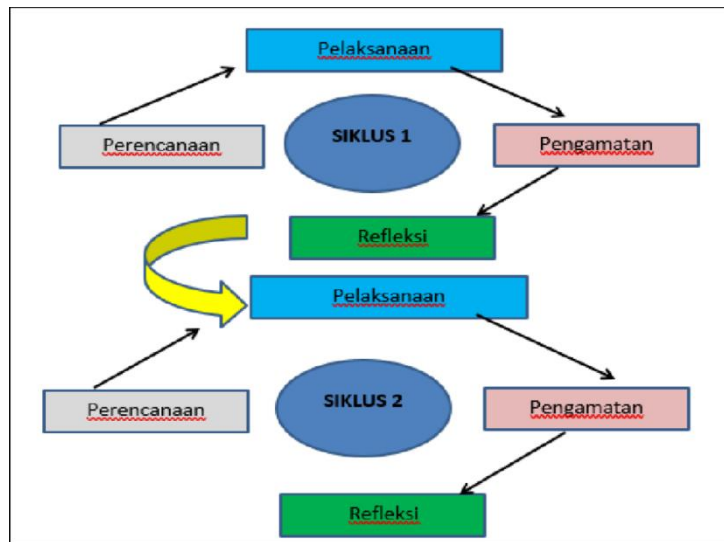 Pelaksanaan
Perencanaan
SIKLUS 1
Pengamatan
Refleksi
Pelaksanaan
Perencanaan
SIKLUS 2
Pengamatan
Refleksi